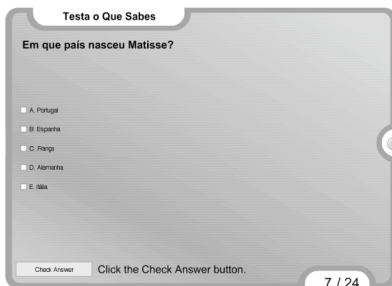 Testa o Que Sabes
Em que país nasceu Matisse?
A. Portugal
B. Espanha
C. França
D. Alemanha
E. Itália
Check Answer
Click the Check Answer button.
7 / 24